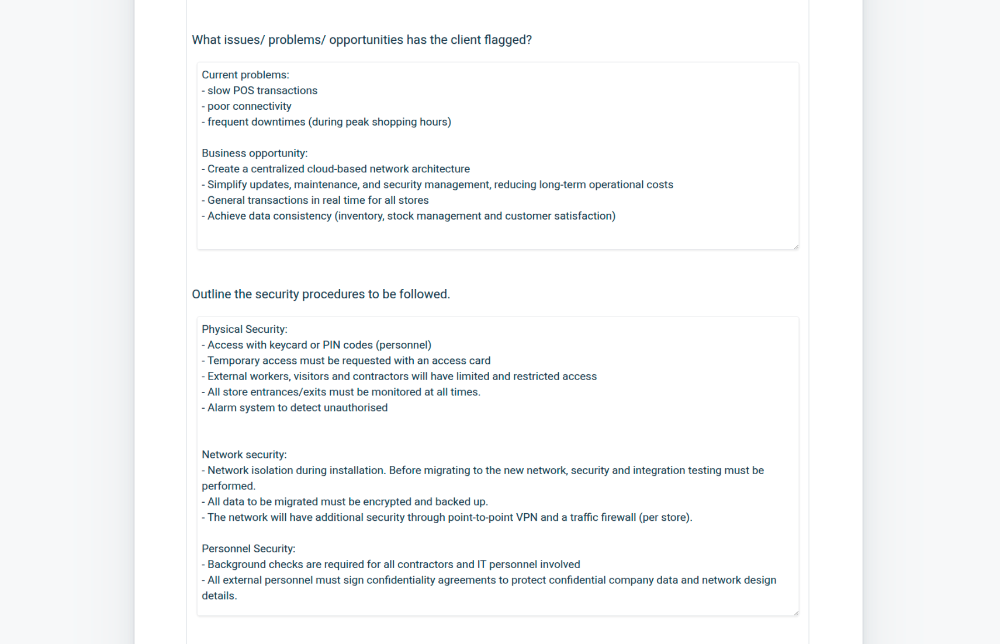 What issues/ problems/ opportunities has the client flagged?
Current problems:
- slow POS transactions
- poor connectivity
- frequent downtimes (during peak shopping hours)
Business opportunity:
- Create a centralized cloud-based network architecture
- Simplify updates, maintenance, and security management, reducing long-term operational costs
- General transactions in real time for all stores
- Achieve data consistency (inventory, stock management and customer satisfaction)
Outline the security procedures to be followed.
Physical Security:
- Access with keycard or PIN codes (personnel)
- Temporary access must be requested with an access card
- External workers, visitors and contractors will have limited and restricted access
- All store entrances/exits must be monitored at all times.
- Alarm system to detect unauthorised
Network security:
- Network isolation during installation. Before migrating to the new network, security and integration testing must be
performed.
- All data to be migrated must be encrypted and backed up.
- The network will have additional security through point-to-point VPN and a traffic firewall (per store).
Personnel Security:
- Background checks are required for all contractors and IT personnel involved
- All external personnel must sign confidentiality agreements to protect confidential company data and network design
details.